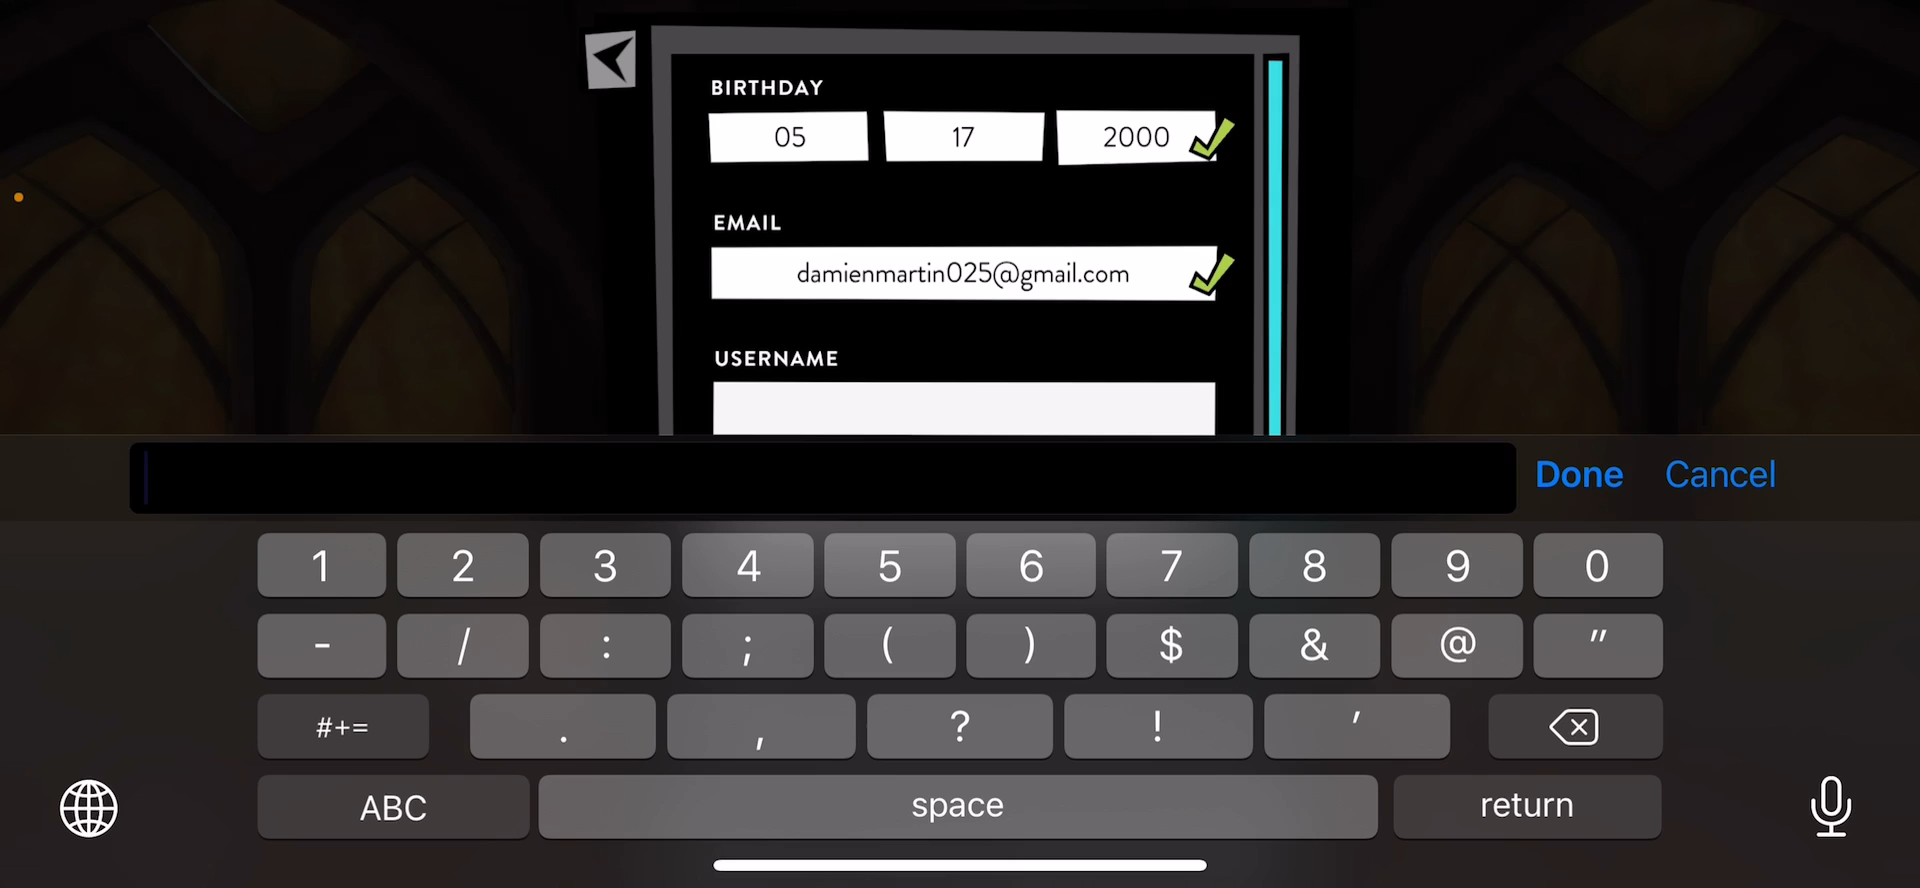 BIRTHDAY
05 17 2000
EMAIL
damienmartin025@gmail.com
USERNAME
Done Cancel
1 2 3 4 5 6 7 8 9 0
- / : ; ( ) $ & @ "
#+= . , ? ! '
ABC space return